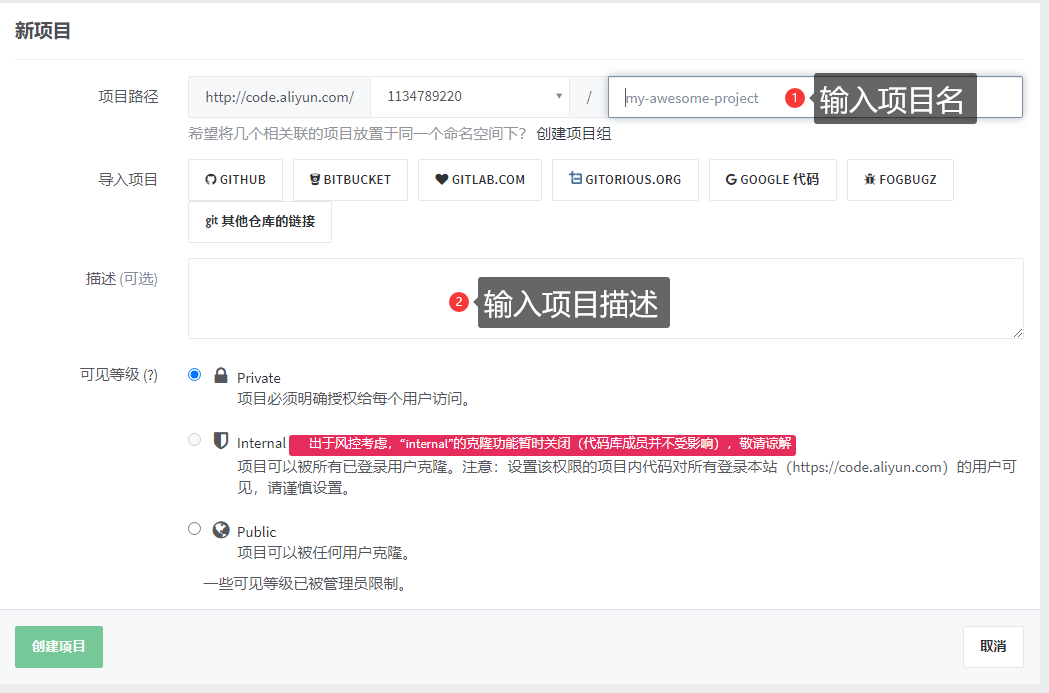 新项目
项目路径 http://code.aliyun.com/ 1134789220 / my-awesome-project 1 输入项目名
希望将几个相关联的项目放置于同一个命名空间下? 创建项目组
导入项目 GITHUB BITBUCKET GITLAB.COM GITORIOUS.ORG GOOGLE 代码 FOGBUGZ
git 其他仓库的链接
描述 (可选)
2 输入项目描述
可见等级 (?) Private
项目必须明确授权给每个用户访问。
Internal 出于风控考虑，“internal”的克隆功能暂时关闭（代码库成员并不受影响），敬请谅解
项目可以被所有已登录用户克隆。注意：设置该权限的项目内代码对所有登录本站（https://code.aliyun.com）的用户可
见，请谨慎设置。
Public
项目可以被任何用户克隆。
一些可见等级已被管理员限制。
创建项目 取消